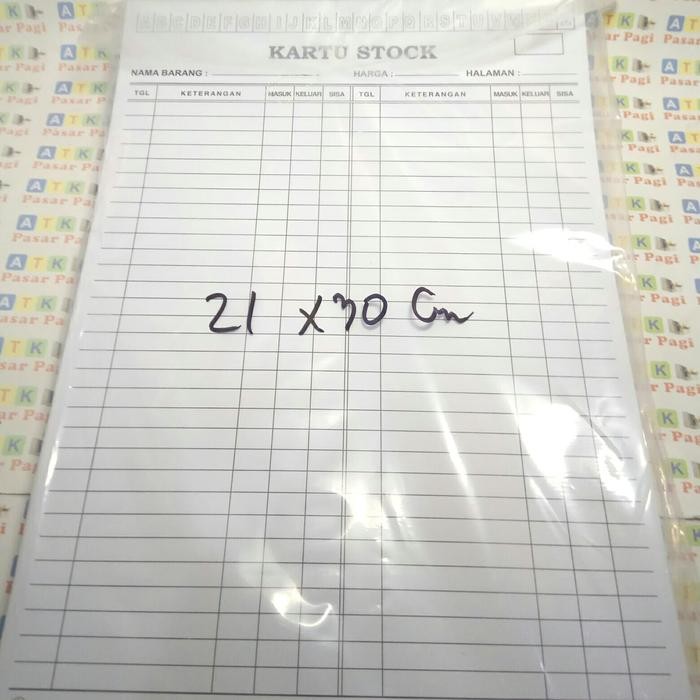 A B C D E F G H I J K L M N O P Q R S T U V W
KARTU STOCK
NAMA BARANG : HARGA : HALAMAN :
TGL KETERANGAN MASUK KELUAR SISA TGL KETERANGAN MASUK KELUAR SISA
21 X 30 Cm
ATK
Pasar Pagi